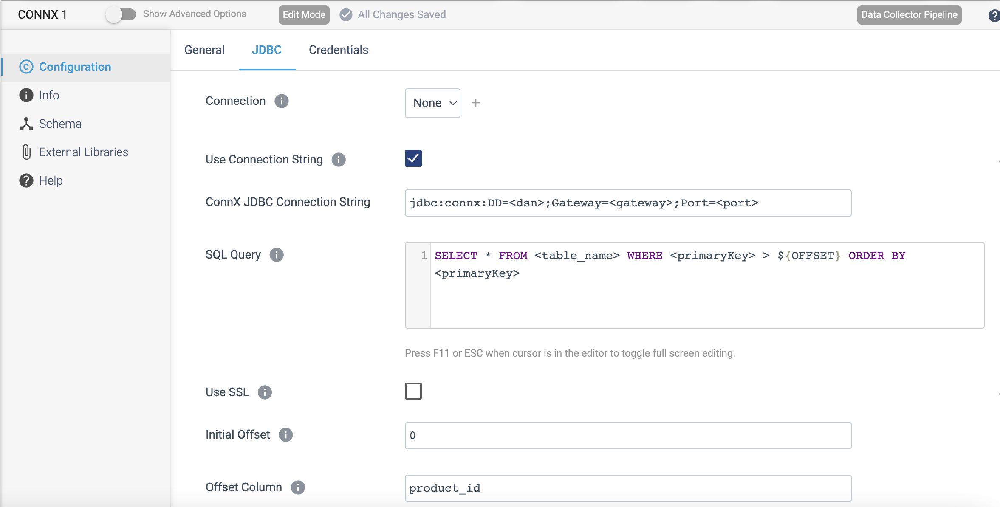 CONNX 1
Show Advanced Options
Edit Mode
All Changes Saved
Data Collector Pipeline
?
Configuration
Info
Schema
External Libraries
Help
General
JDBC
Credentials
Connection
None
+
Use Connection String
ConnX JDBC Connection String
jdbc:connx:DD=<dsn>;Gateway=<gateway>;Port=<port>
SQL Query
1
SELECT * FROM <table_name> WHERE <primaryKey> > ${OFFSET} ORDER BY
<primaryKey>
Press F11 or ESC when cursor is in the editor to toggle full screen editing.
Use SSL
Initial Offset
0
Offset Column
product_id